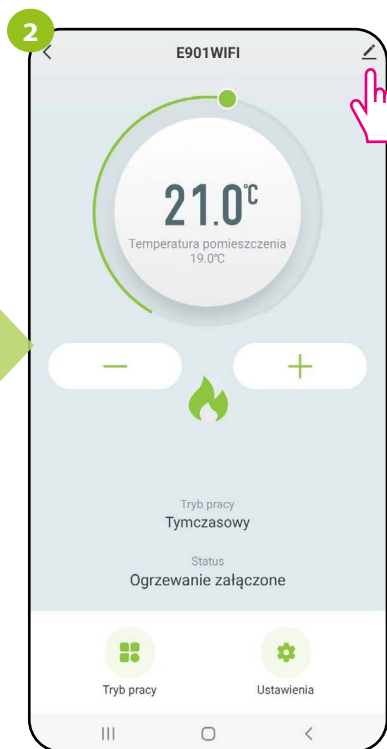 2
E901WIFI
21.0°C
Temperatura pomieszczenia
19.0°C
Tryb pracy
Tymczasowy
Status
Ogrzewanie załączone
Tryb pracy Ustawienia